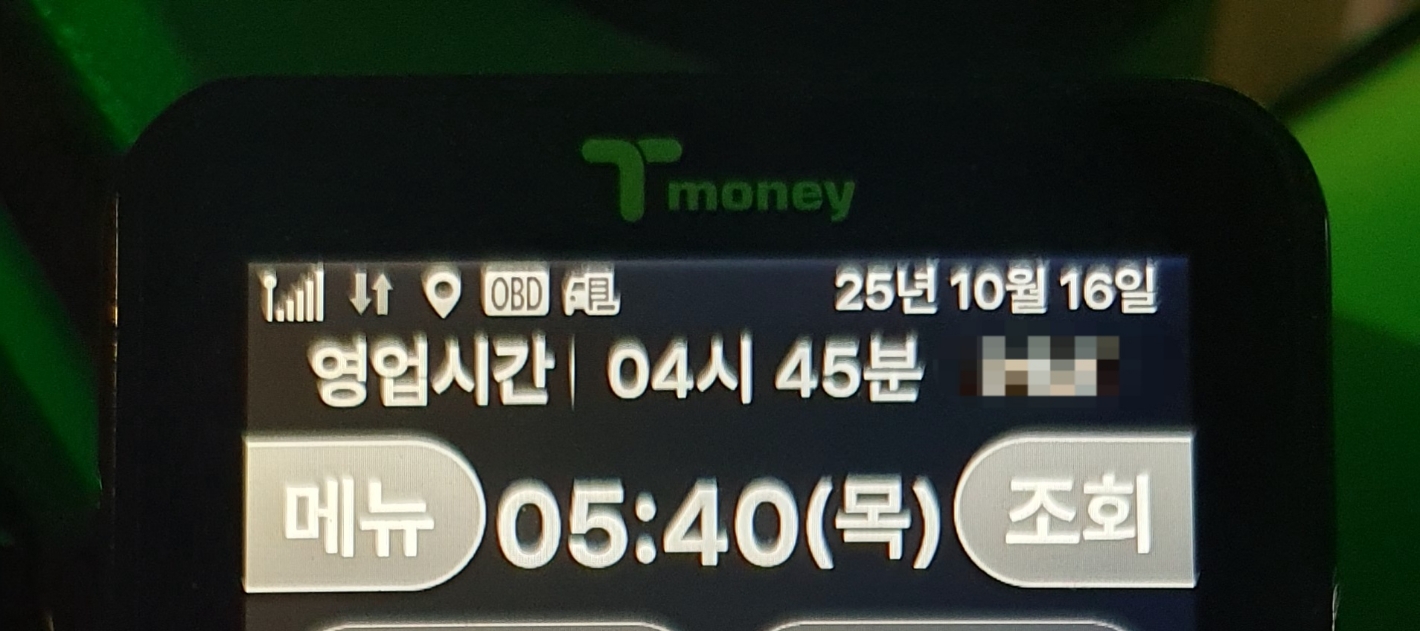 Tmoney
OBD 25년 10월 16일
영업시간 04시 45분
메뉴 05:40(목) 조회